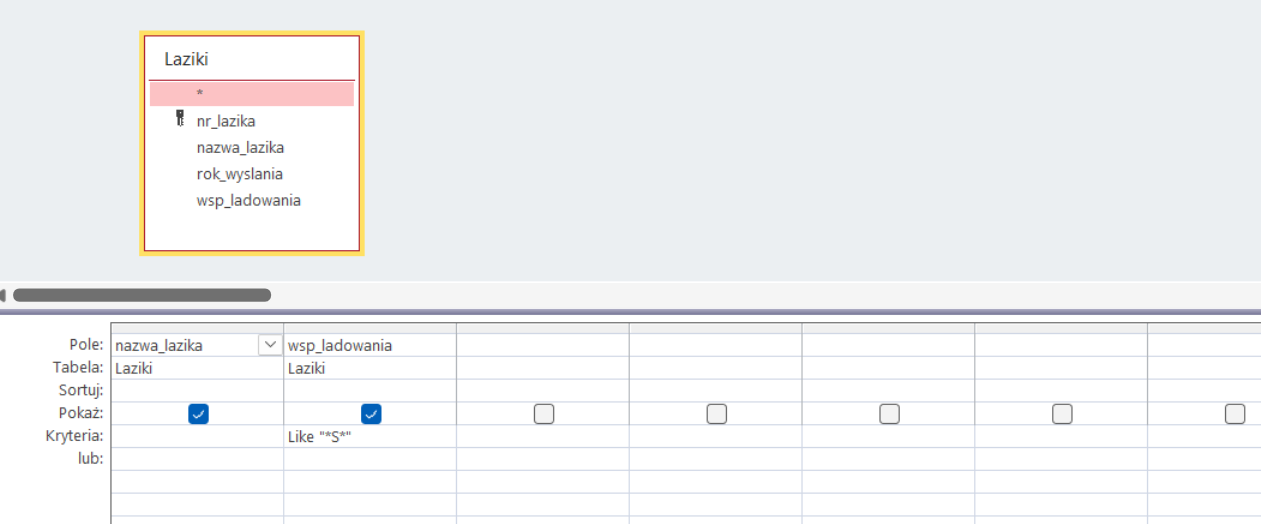 Laziki
*
nr_lazika
nazwa_lazika
rok_wyslania
wsp_ladowania
Pole: nazwa_lazika wsp_ladowania
Tabela: Laziki Laziki
Sortuj:
Pokaż:
Kryteria: Like "*S*"
lub: